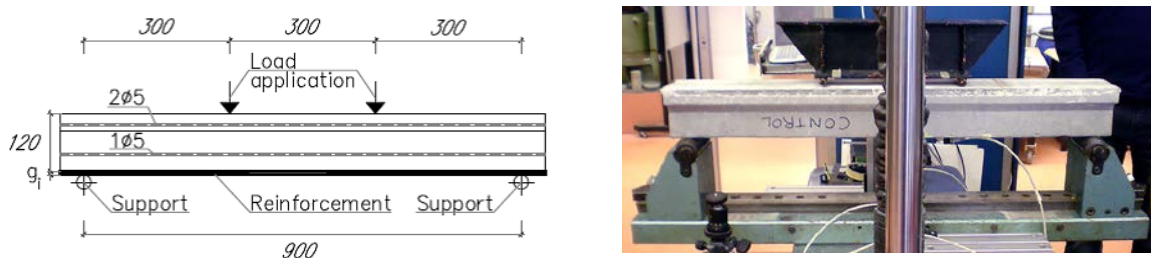 300 300 300
Load
application
2ø5
120
1ø5
gi
Support Reinforcement Support
900
CONTROL